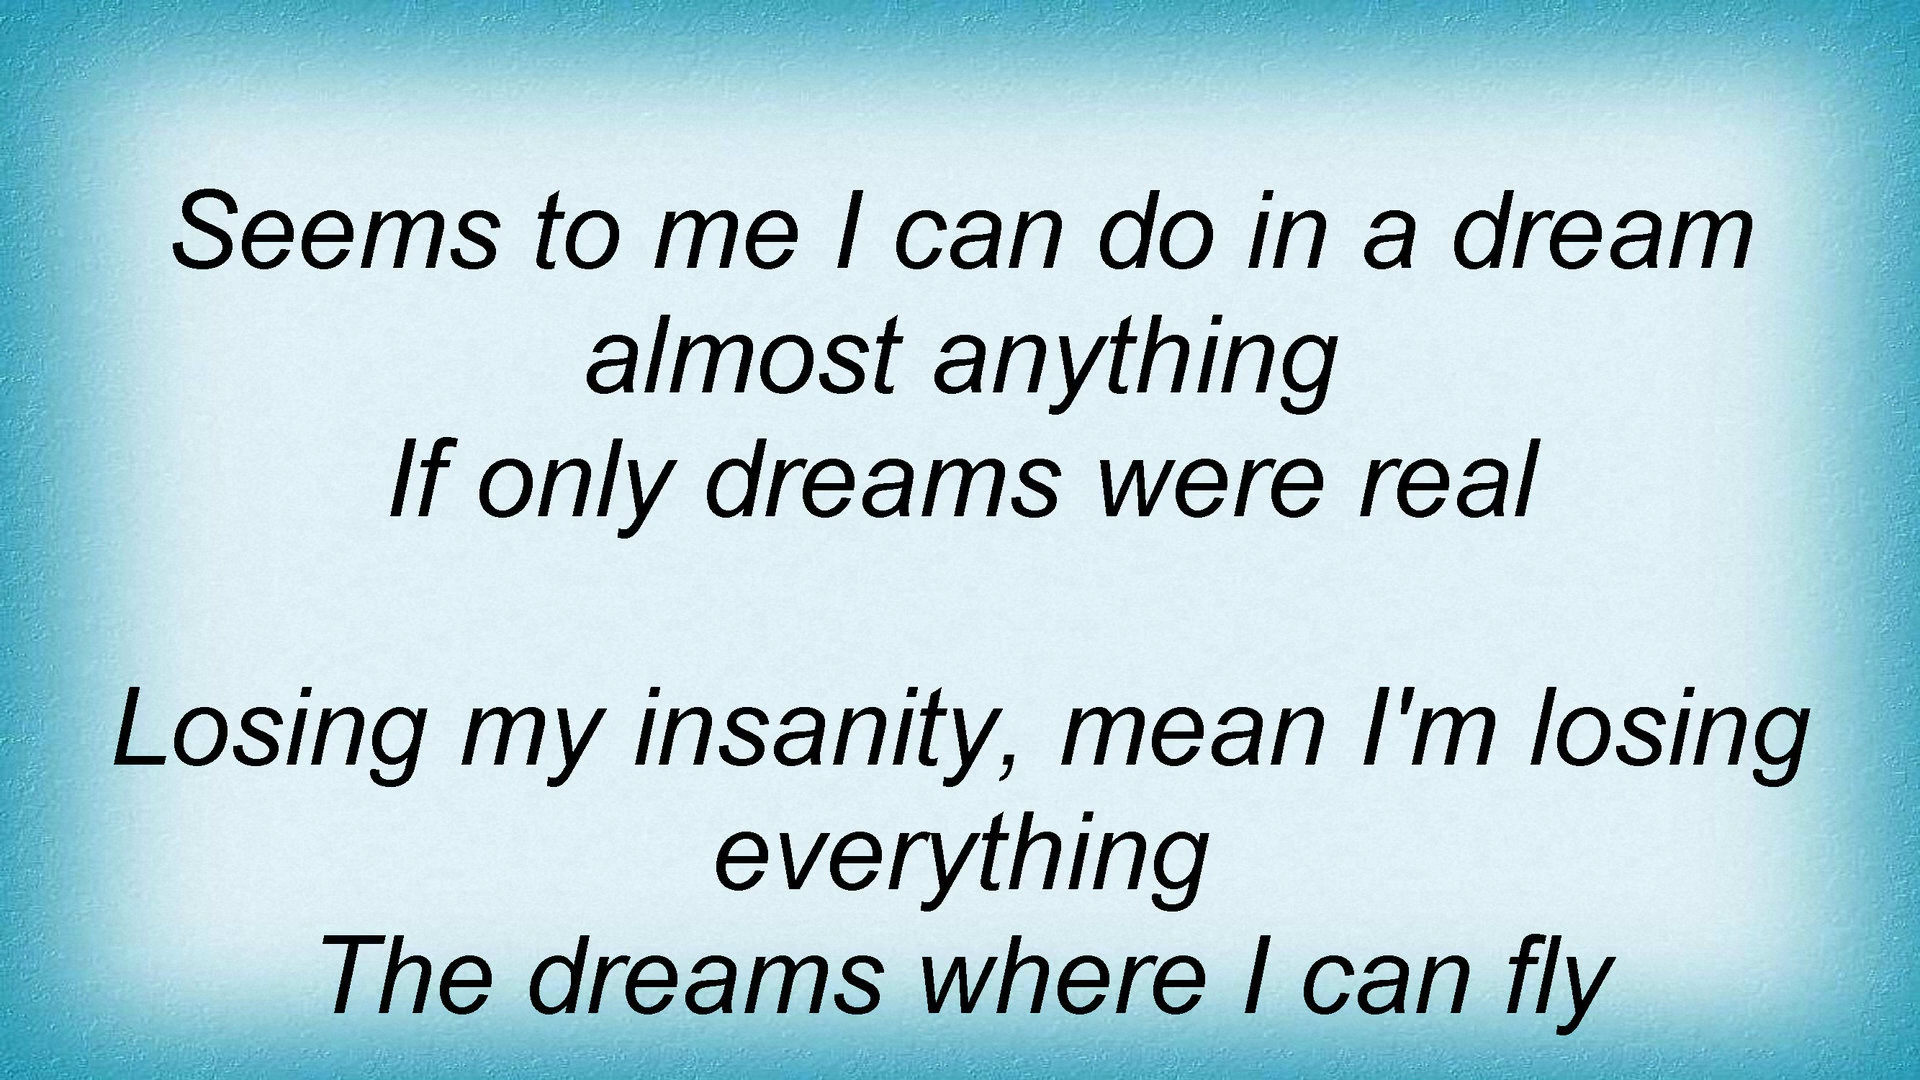 Seems to me I can do in a dream
almost anything
If only dreams were real
Losing my insanity, mean I'm losing
everything
The dreams where I can fly